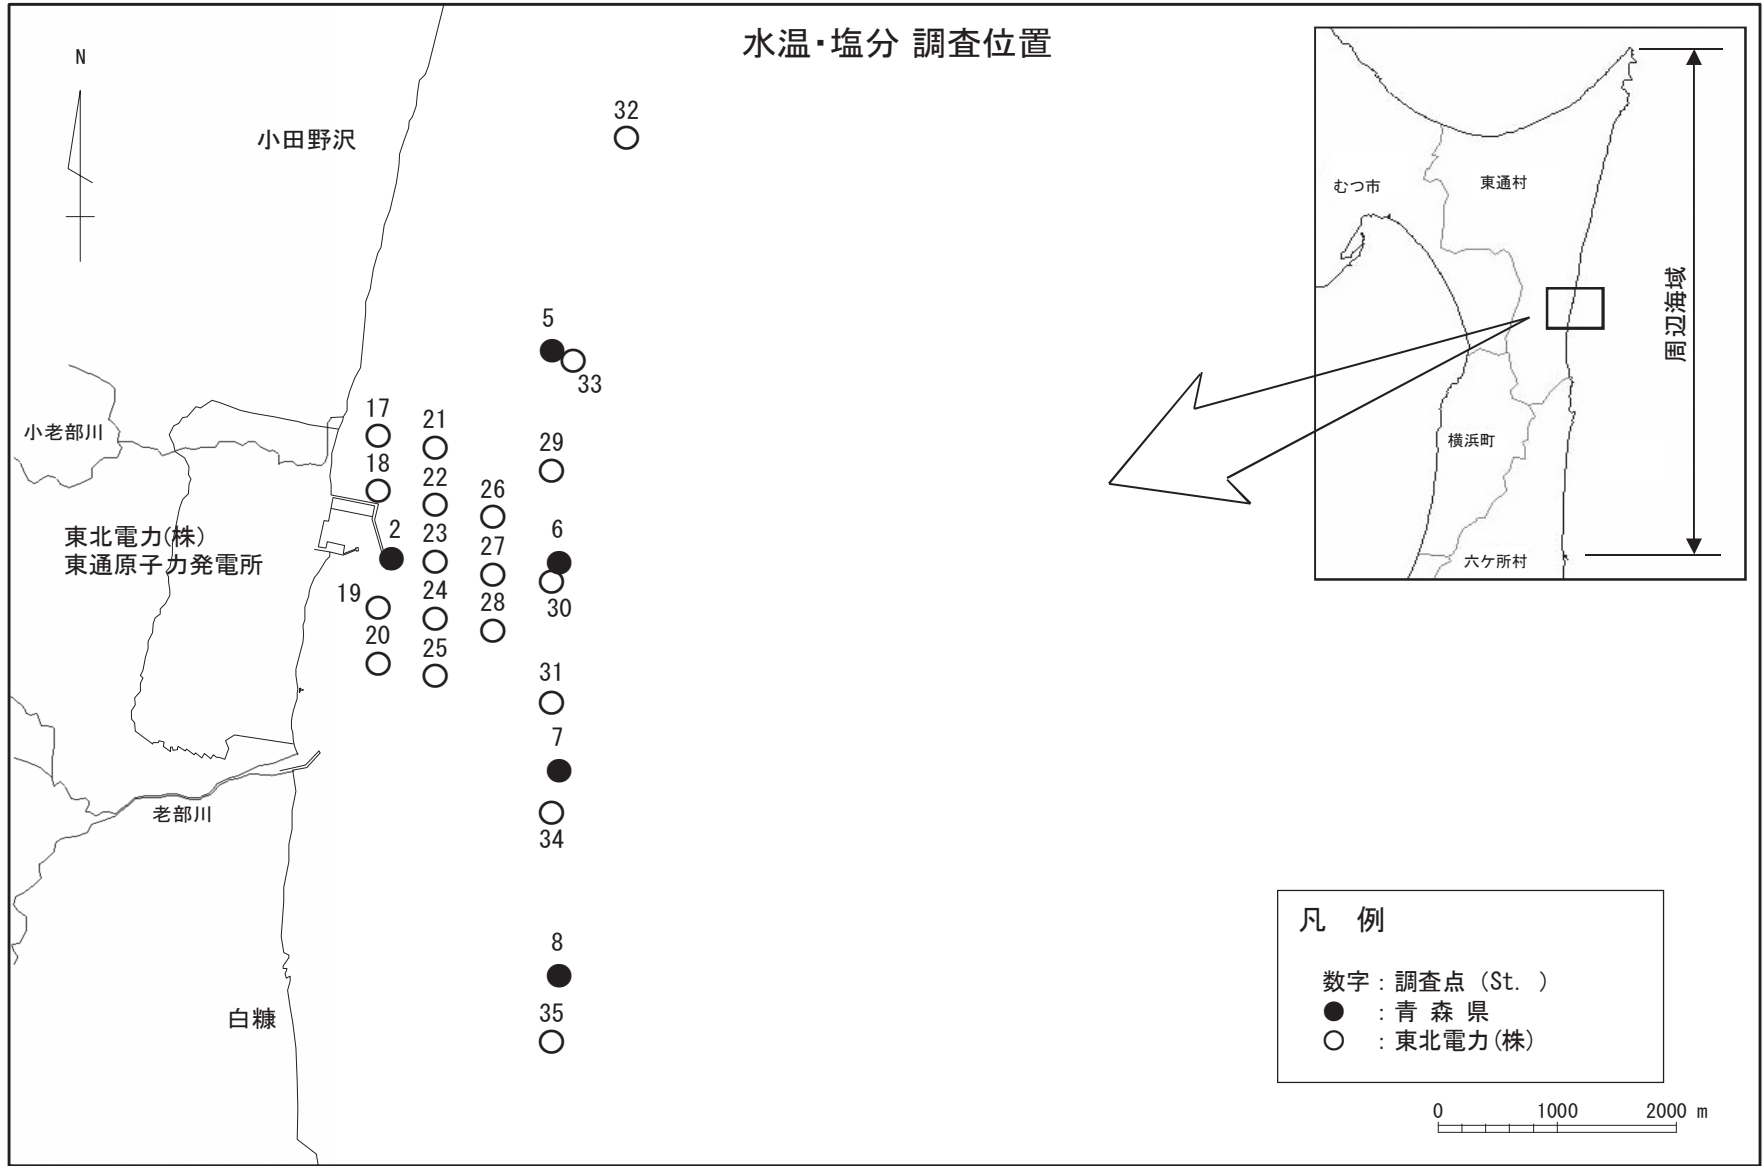 水温・塩分 調査位置
N
小田野沢
32
5
33
17
21
29
小老部川
18
22
26
2
23
27
6
東北電力(株)
東通原子力発電所
19
24
28
30
20
25
31
7
老部川
34
8
白糠
35
むつ市
東通村
周辺海域
横浜町
六ケ所村
凡 例
数字 : 調査点 (St. )
● : 青 森 県
○ : 東北電力(株)
0 1000 2000 m